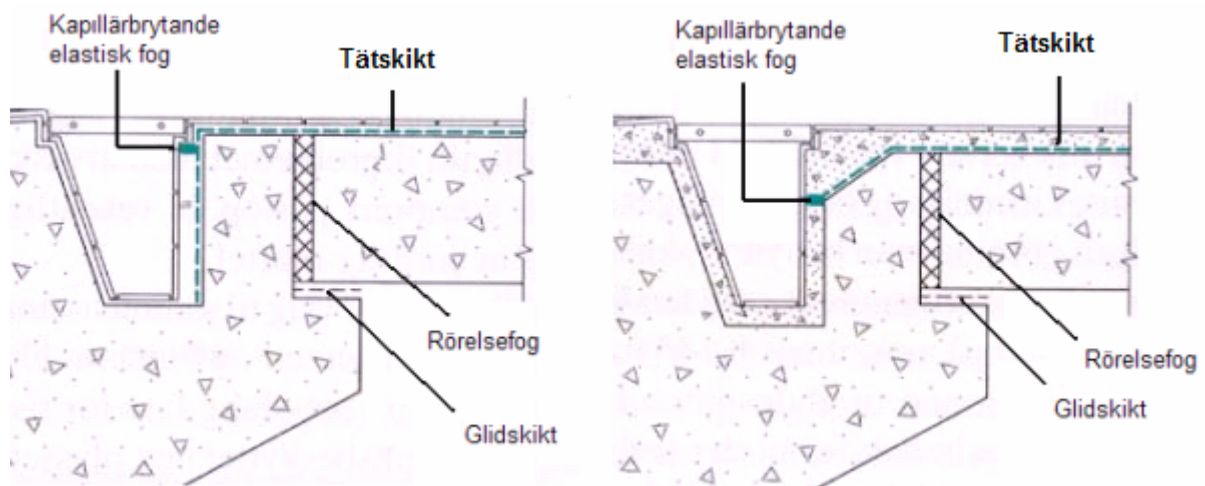 Kapillärbrytande
elastisk fog
Tätskikt
Rörelsefog
Glidskikt
Kapillärbrytande
elastisk fog
Tätskikt
Rörelsefog
Glidskikt